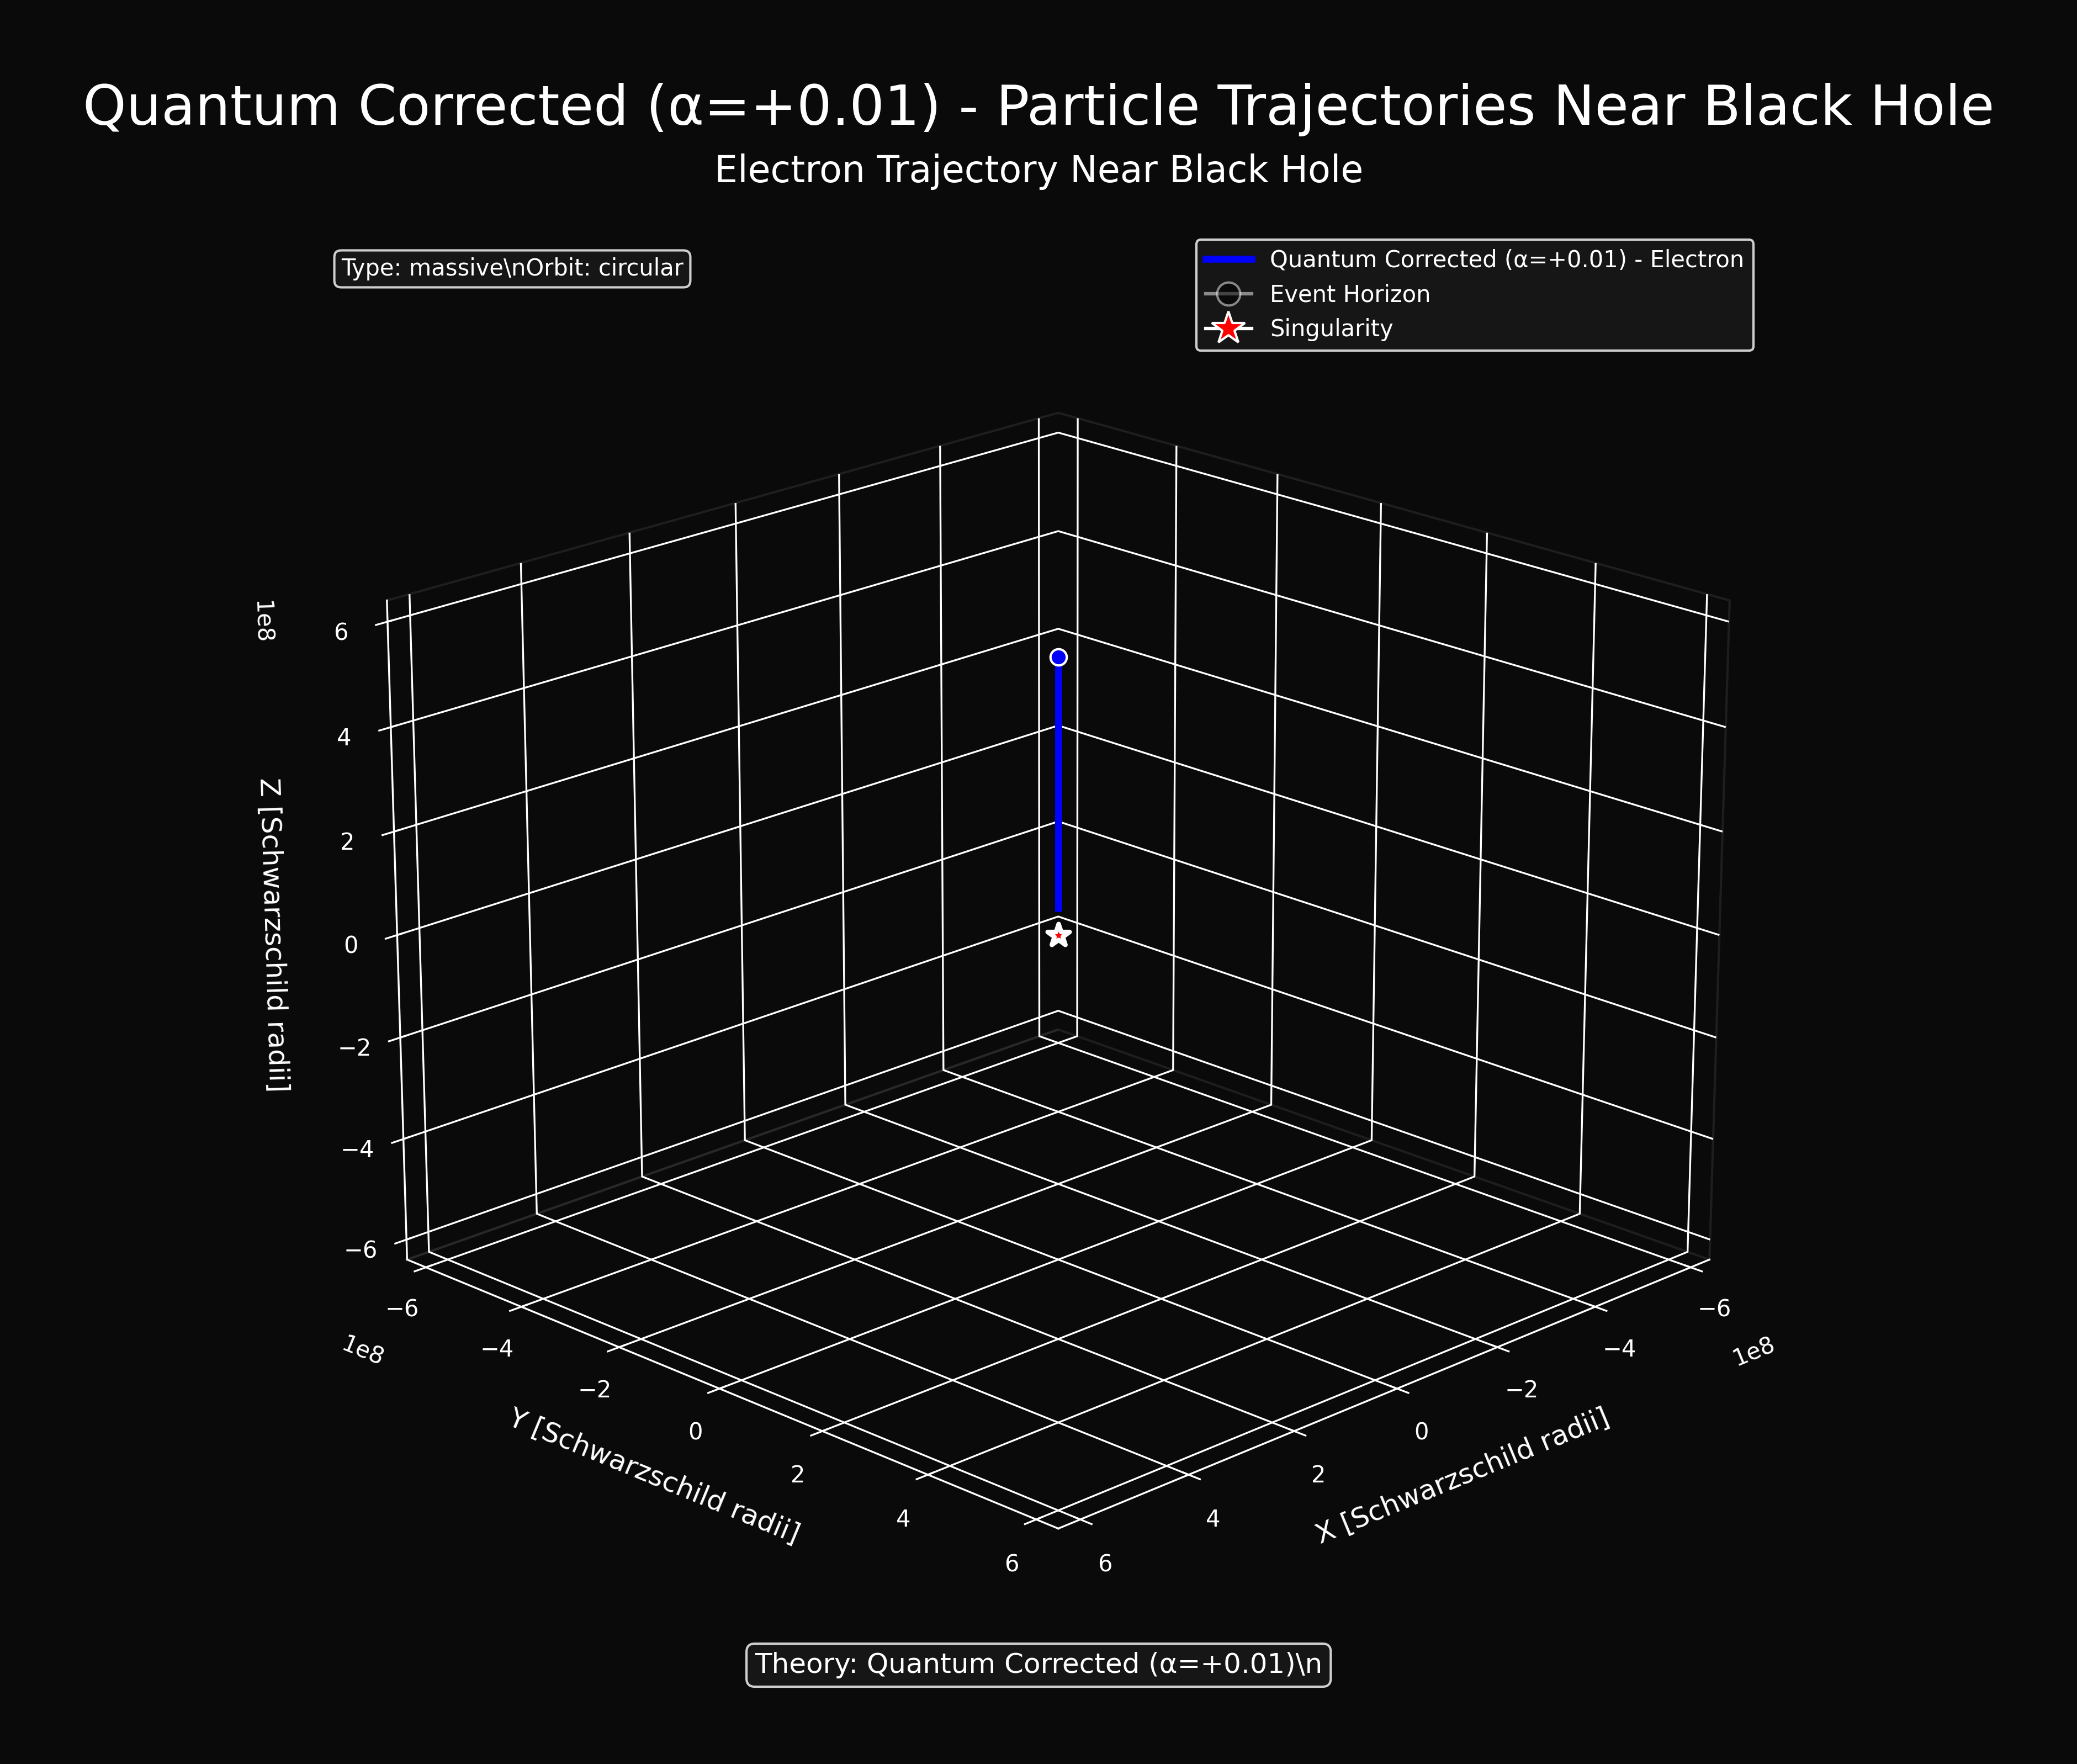 Quantum Corrected (α=+0.01) - Particle Trajectories Near Black Hole
Electron Trajectory Near Black Hole
Type: massive\nOrbit: circular
Quantum Corrected (α=+0.01) - Electron
Event Horizon
Singularity
1e8
6
4
2
0
−2
−4
−6
Z [Schwarzschild radii]
−6
−4
−2
0
2
4
6
1e8
Y [Schwarzschild radii]
6
4
2
0
−2
−4
−6
1e8
X [Schwarzschild radii]
Theory: Quantum Corrected (α=+0.01)\n